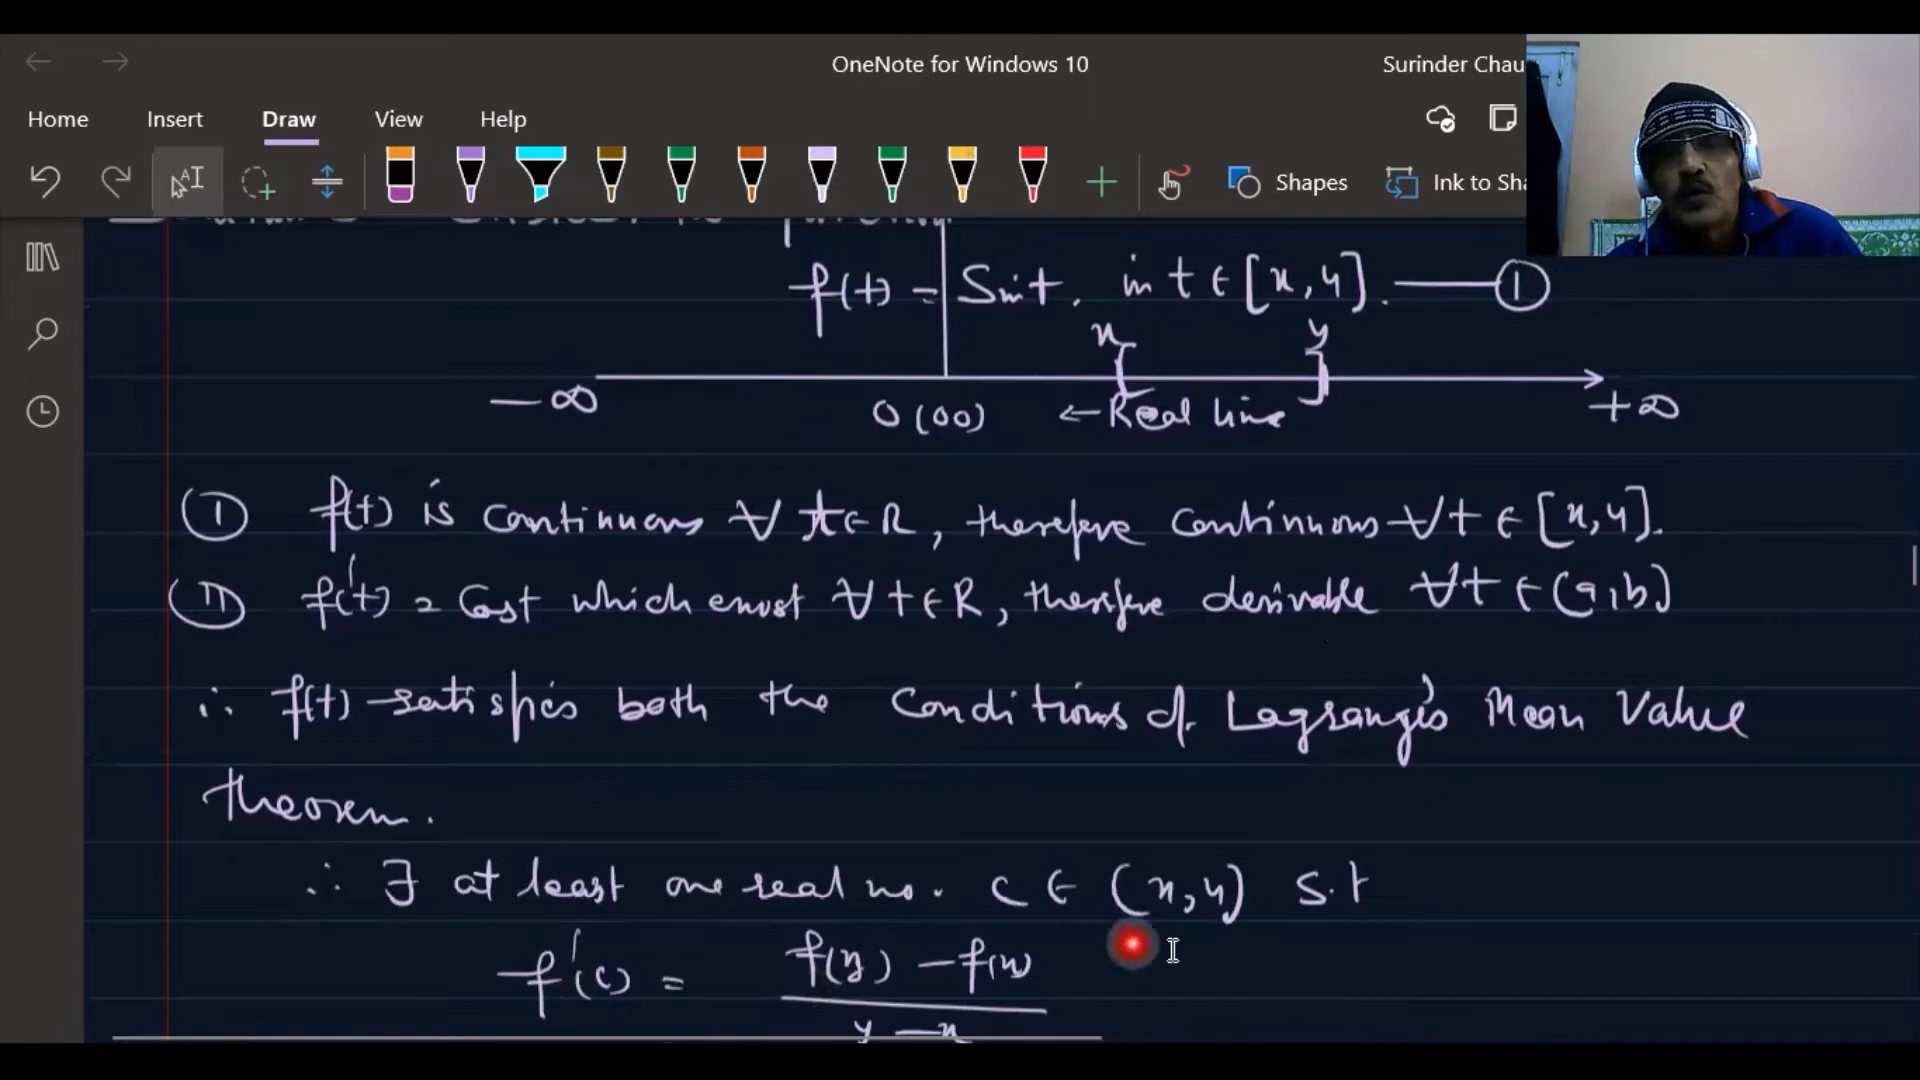 OneNote for Windows 10
Surinder Chau
Home Insert Draw View Help
Shapes Ink to Sha
f(t) = Sint. in t ∈ [x, y]. — ①
x y
— ∞ 0(00) ← Real line + ∞
Ⓘ f(t) is continuous ∀ t ∈ R, therefore continuous ∀ t ∈ [x, y].
Ⓘⓘ f'(t) = Cost which exist ∀ t ∈ R, therefore derivable ∀ t ∈ (a, b)
∴ f(t) satisfies both the conditions of Lagrange's Mean Value
theorem.
∴ ∃ at least one real no. c ∈ (x, y) s.t
f'(c) = f(y) — f(x)
y — x